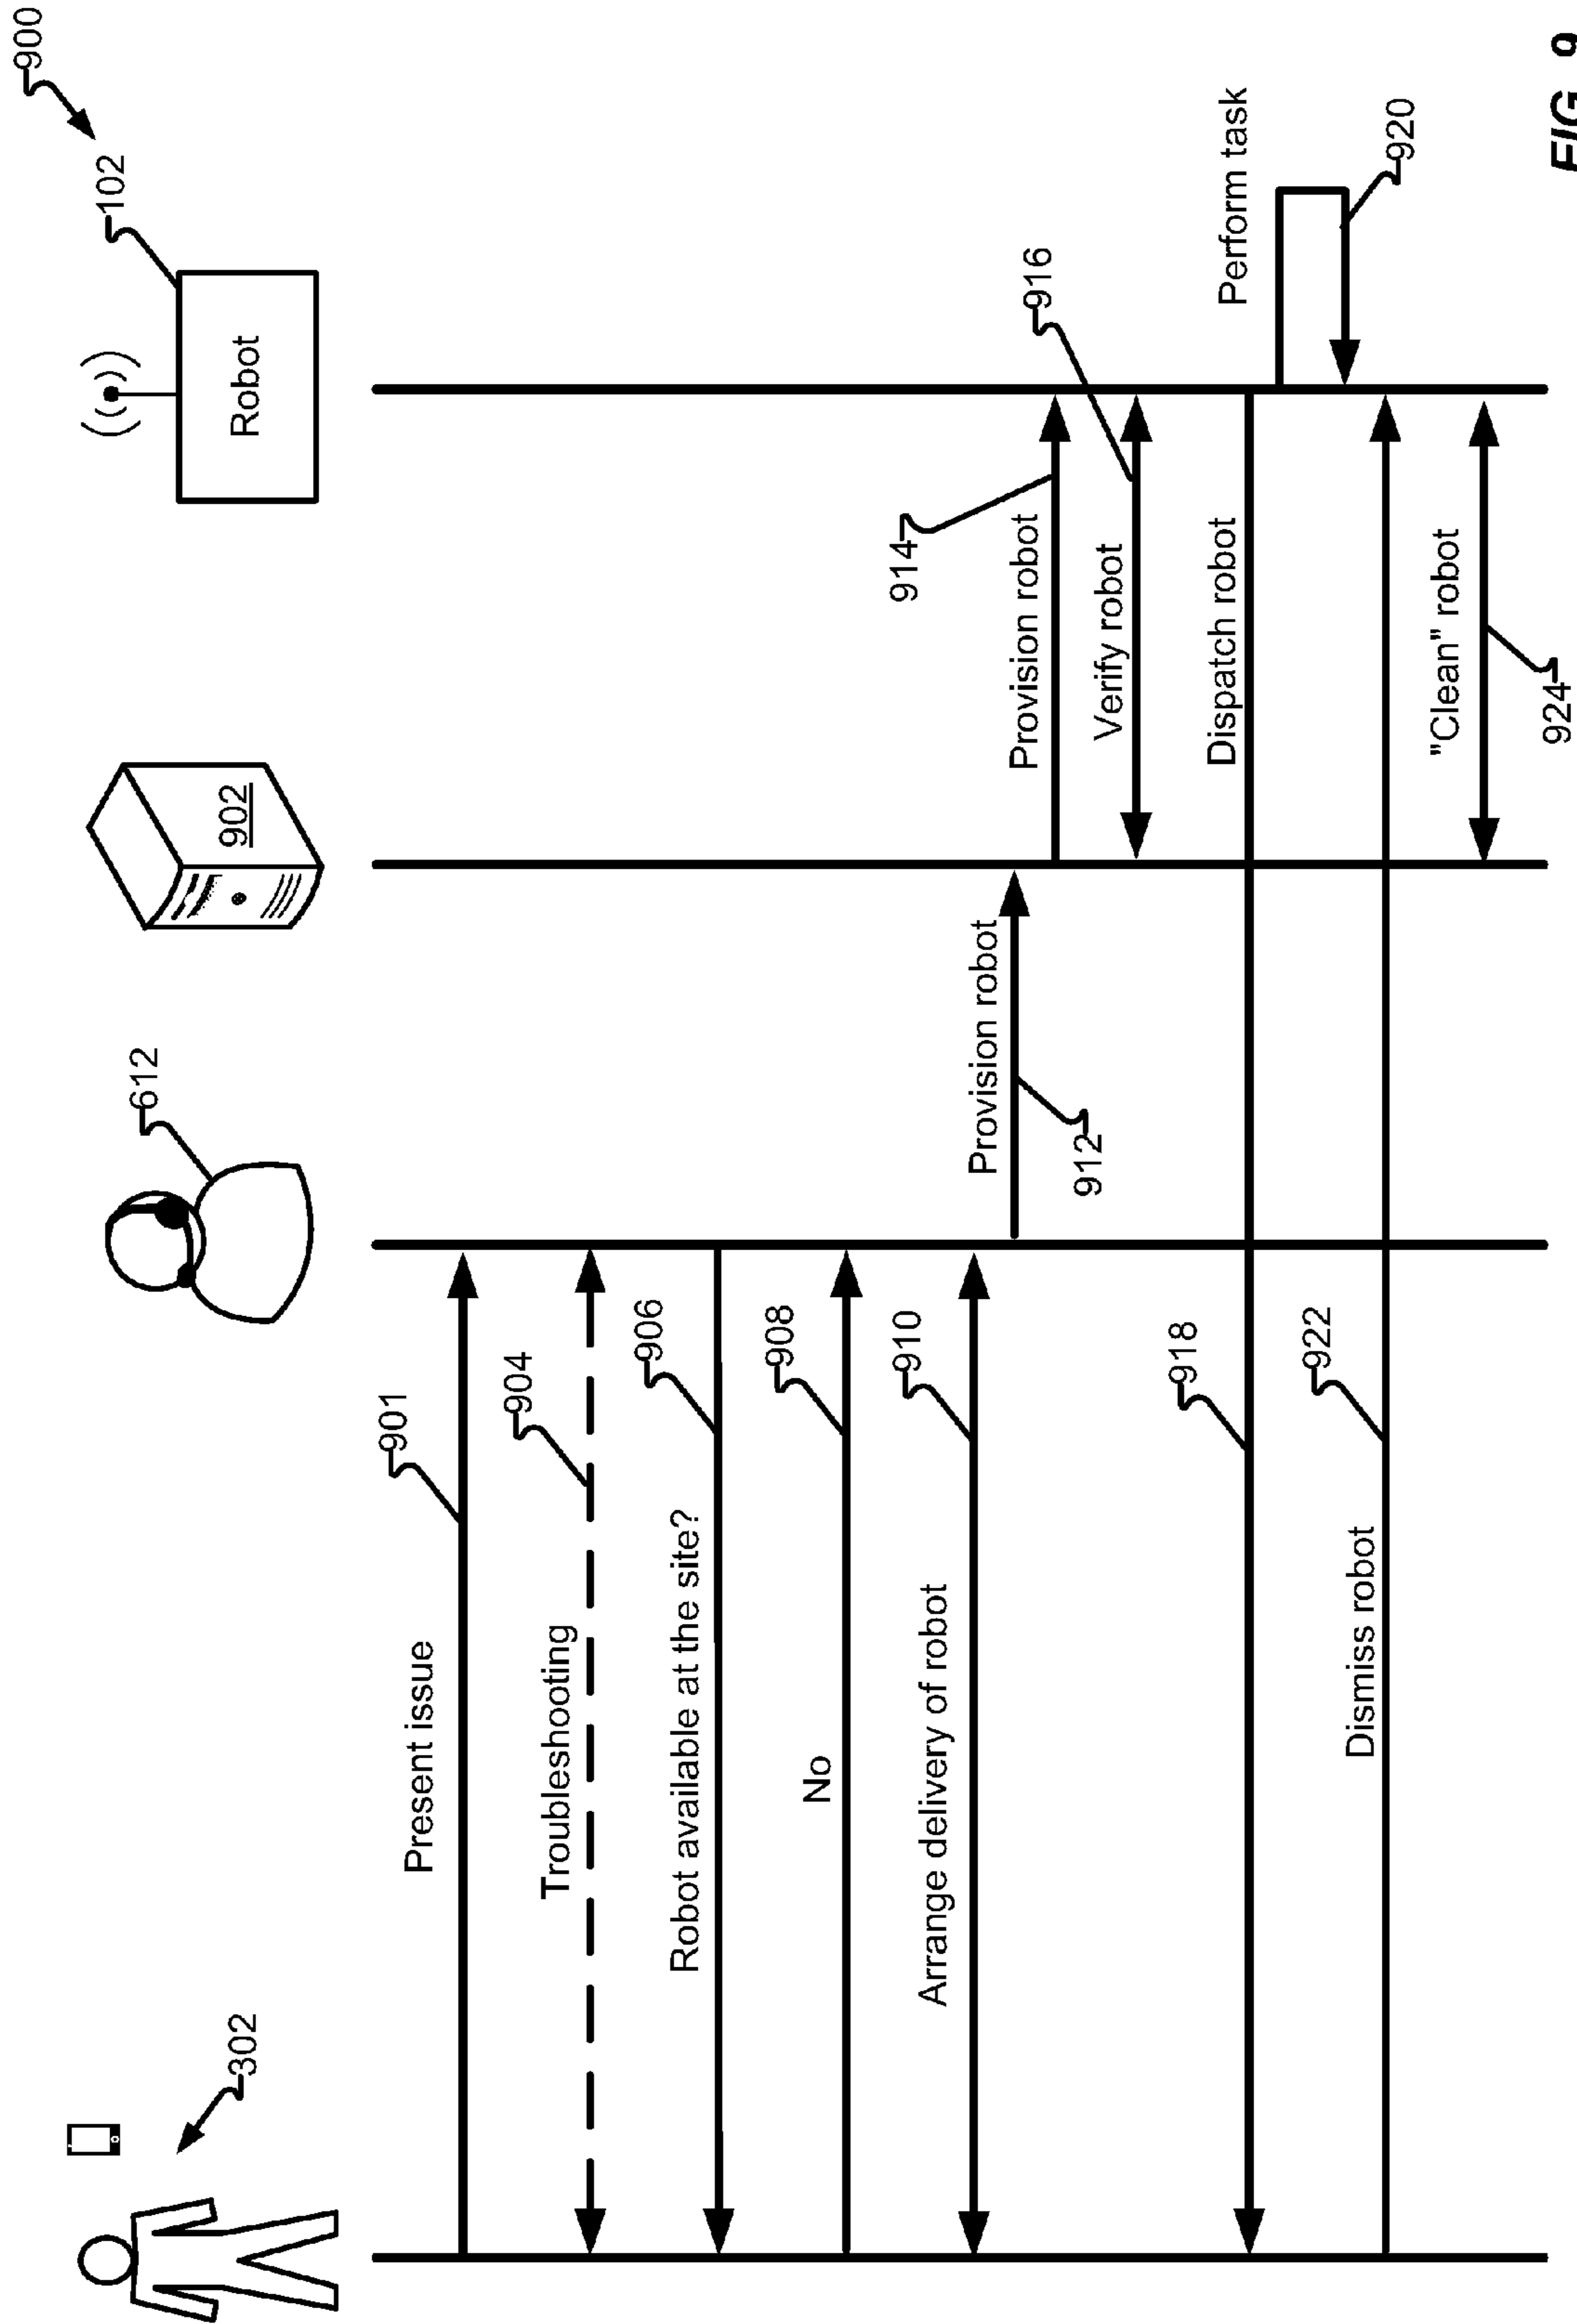 900
302
612
902
102
Robot
Present issue
901
Troubleshooting
904
Robot available at the site?
906
No
908
Arrange delivery of robot
910
Provision robot
912
Provision robot
914
Verify robot
916
Dispatch robot
918
Perform task
920
Dismiss robot
922
"Clean" robot
924
FIG. 9